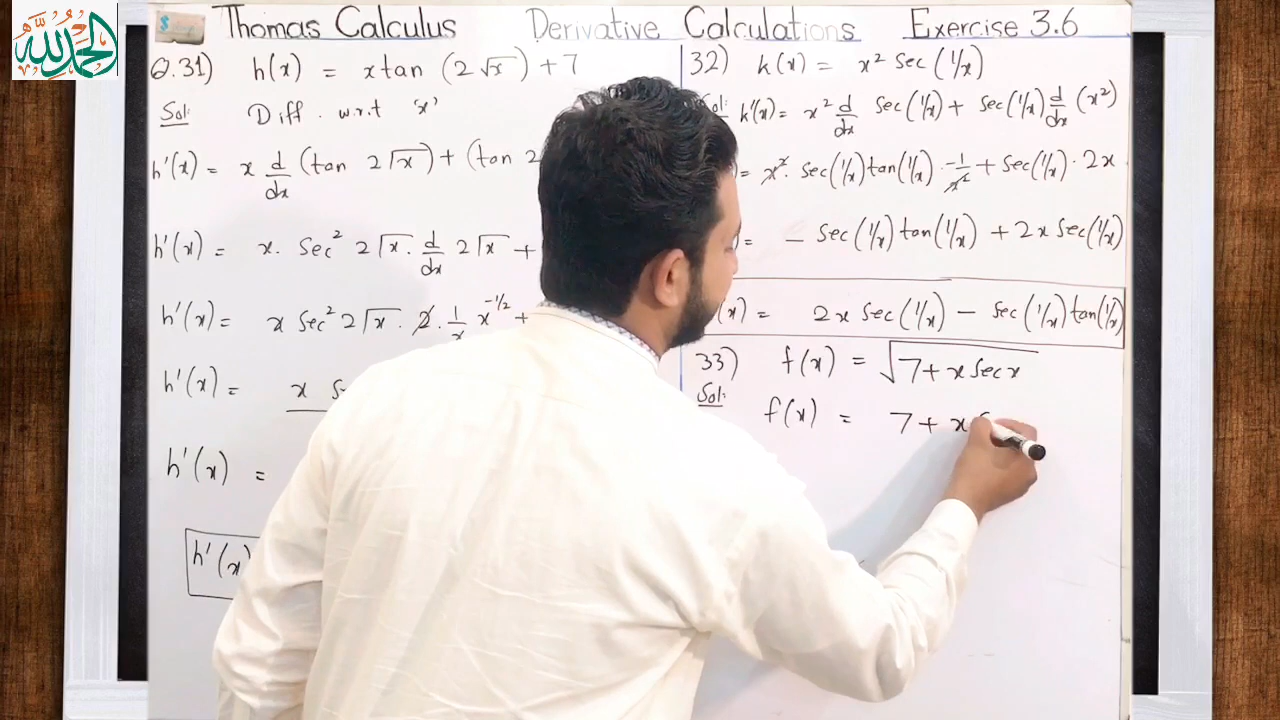 الحمد لله
Thomas Calculus Derivative Calculations Exercise 3.6
Q.31) h(x) = x tan (2√x) + 7
Sol: Diff. w.r.t 'x'
h'(x) = x d/dx (tan 2√x) + (tan 2
h'(x) = x. Sec² 2√x. d/dx 2√x +
h'(x) = x Sec² 2√x. 2. 1/x x^-1/2 +
h'(x) = x S
h'(x) =
h'(x)
32) k(x) = x² Sec (1/x)
Sol: k'(x) = x² d/dx Sec(1/x) + Sec(1/x) d/dx (x²)
= x². Sec(1/x) tan(1/x) . -1/x² + Sec(1/x) . 2x
= - Sec(1/x) tan(1/x) + 2x Sec(1/x)
(x) = 2x Sec(1/x) - Sec(1/x) tan(1/x)
33) f(x) = √7+x Sec x
Sol: f(x) = 7+ x